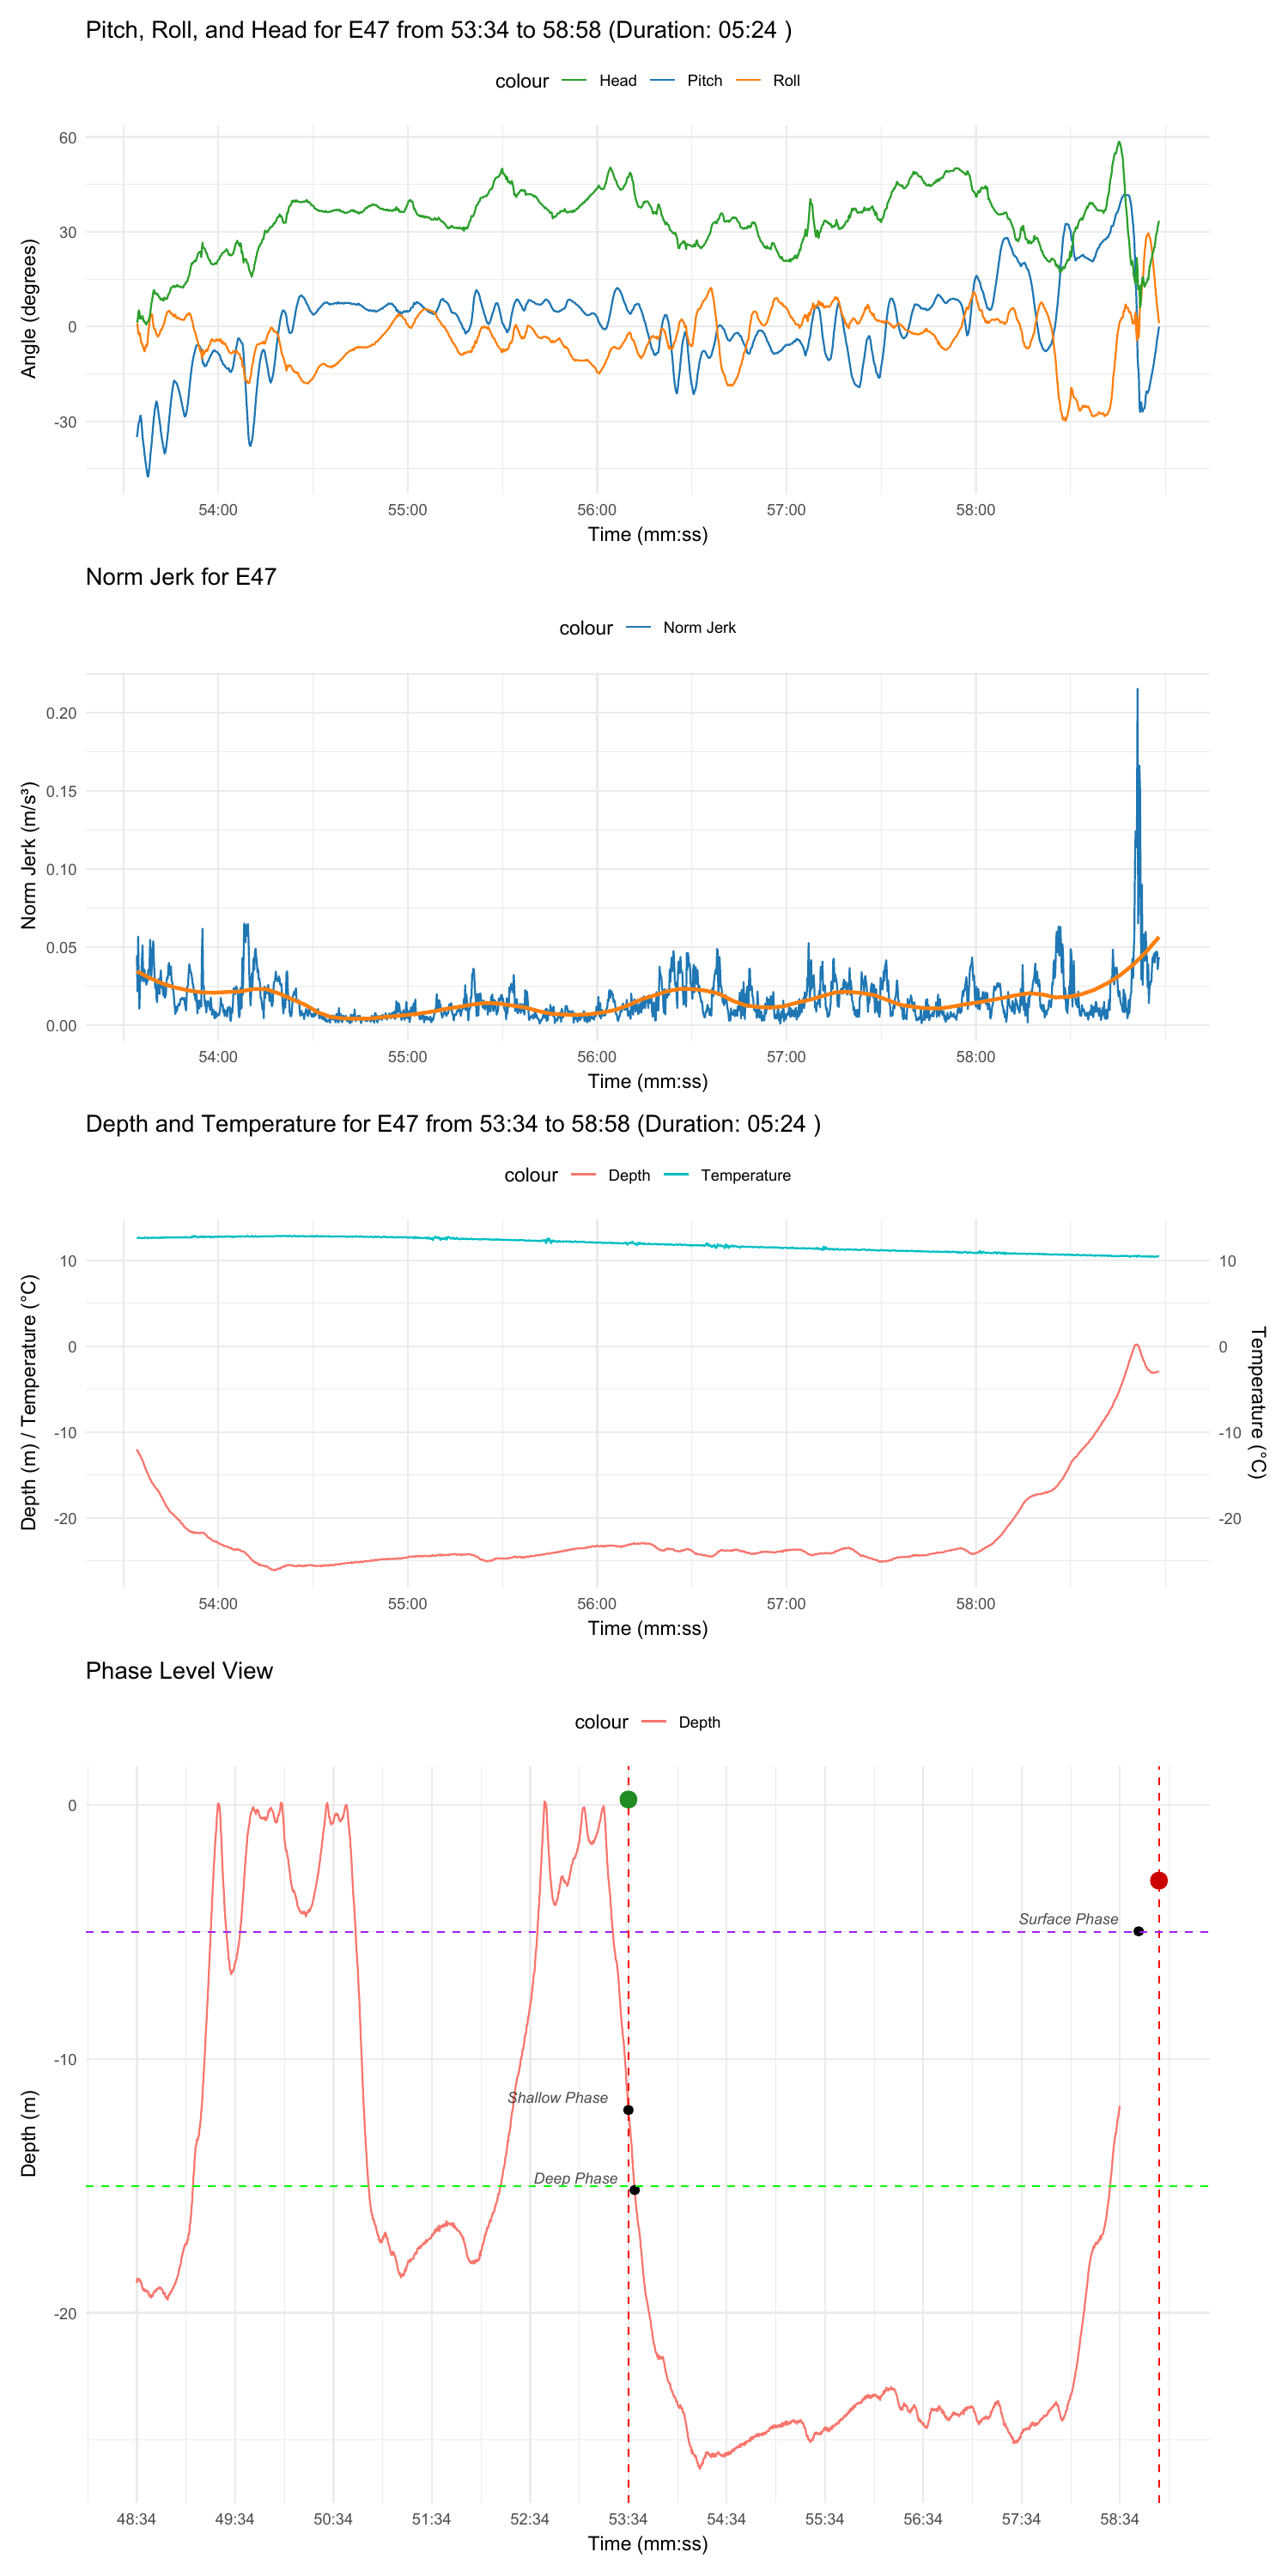 Pitch, Roll, and Head for E47 from 53:34 to 58:58 (Duration: 05:24 )
colour Head Pitch Roll
60
30
0
-30
Angle (degrees)
54:00 55:00 56:00 57:00 58:00
Time (mm:ss)
Norm Jerk for E47
colour Norm Jerk
0.20
0.15
0.10
0.05
0.00
Norm Jerk (m/s³)
54:00 55:00 56:00 57:00 58:00
Time (mm:ss)
Depth and Temperature for E47 from 53:34 to 58:58 (Duration: 05:24 )
colour Depth Temperature
10 10
0 0
-10 -10
-20 -20
Depth (m) / Temperature (°C)
Temperature (°C)
54:00 55:00 56:00 57:00 58:00
Time (mm:ss)
Phase Level View
colour Depth
0
Surface Phase
-10
Shallow Phase
Deep Phase
-20
Depth (m)
48:34 49:34 50:34 51:34 52:34 53:34 54:34 55:34 56:34 57:34 58:34
Time (mm:ss)